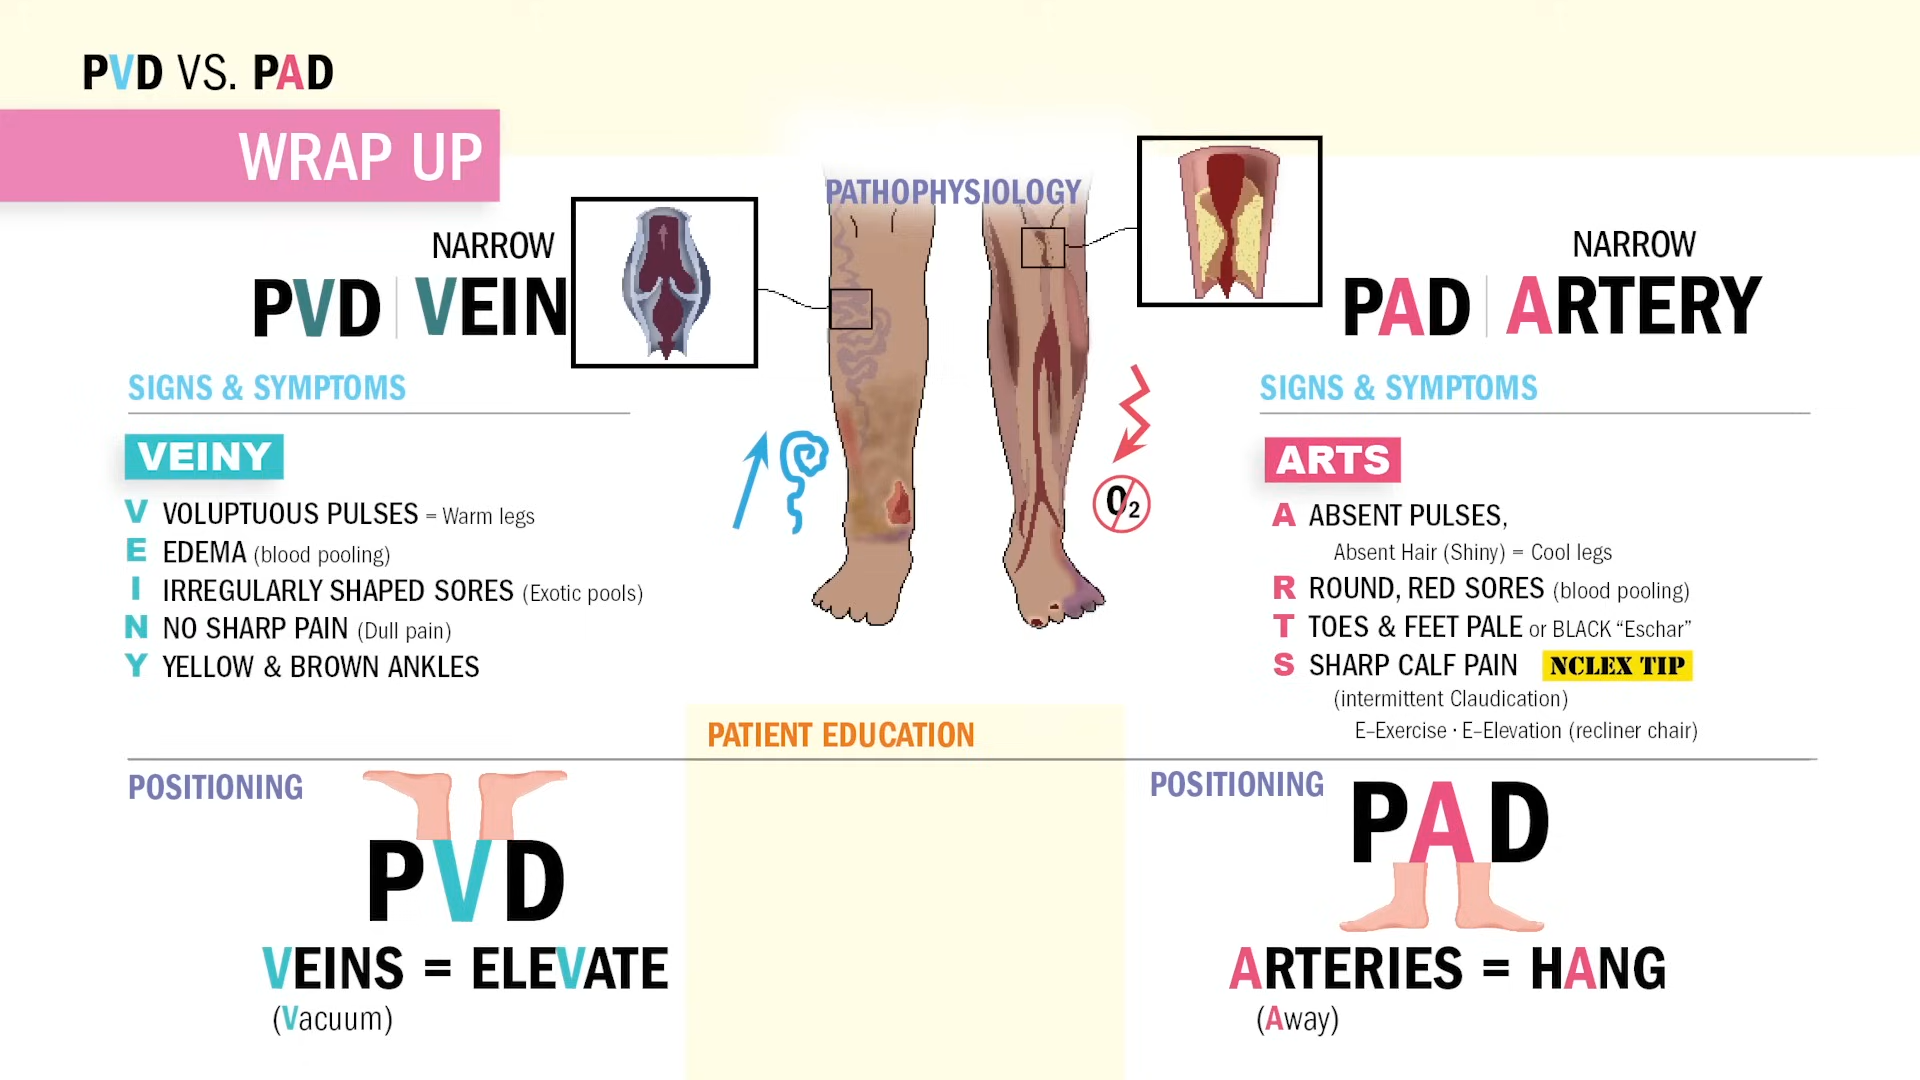 PVD VS. PAD
WRAP UP
PATHOPHYSIOLOGY
NARROW
PVD | VEIN
SIGNS & SYMPTOMS
VEINY
V VOLUPTUOUS PULSES = Warm legs
E EDEMA (blood pooling)
I IRREGULARLY SHAPED SORES (Exotic pools)
N NO SHARP PAIN (Dull pain)
Y YELLOW & BROWN ANKLES
O2
NARROW
PAD | ARTERY
SIGNS & SYMPTOMS
ARTS
A ABSENT PULSES,
Absent Hair (Shiny) = Cool legs
R ROUND, RED SORES (blood pooling)
T TOES & FEET PALE or BLACK “Eschar”
S SHARP CALF PAIN NCLEX TIP
(intermittent Claudication)
E–Exercise · E–Elevation (recliner chair)
POSITIONING
PVD
VEINS = ELEVATE
(Vacuum)
PATIENT EDUCATION
POSITIONING
PAD
ARTERIES = HANG
(Away)